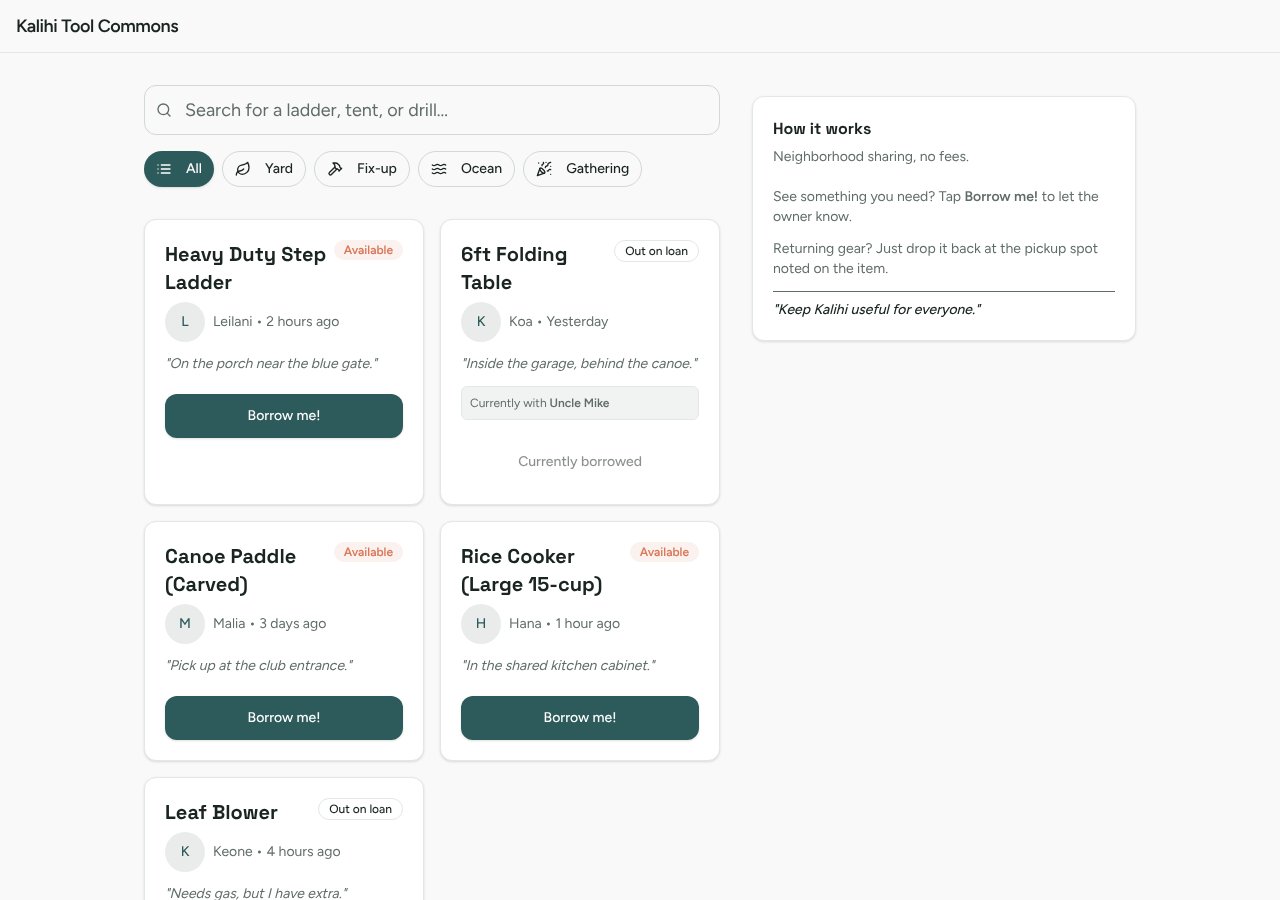 Kalihi Tool Commons
Search for a ladder, tent, or drill...
All
Yard
Fix-up
Ocean
Gathering
Heavy Duty Step
Ladder
Available
L
Leilani • 2 hours ago
"On the porch near the blue gate."
Borrow me!
6ft Folding
Table
Out on loan
K
Koa • Yesterday
"Inside the garage, behind the canoe."
Currently with Uncle Mike
Currently borrowed
Canoe Paddle
(Carved)
Available
M
Malia • 3 days ago
"Pick up at the club entrance."
Borrow me!
Rice Cooker
(Large 15-cup)
Available
H
Hana • 1 hour ago
"In the shared kitchen cabinet."
Borrow me!
Leaf Blower
Out on loan
K
Keone • 4 hours ago
"Needs gas, but I have extra."
How it works
Neighborhood sharing, no fees.
See something you need? Tap Borrow me! to let the
owner know.
Returning gear? Just drop it back at the pickup spot
noted on the item.
"Keep Kalihi useful for everyone."